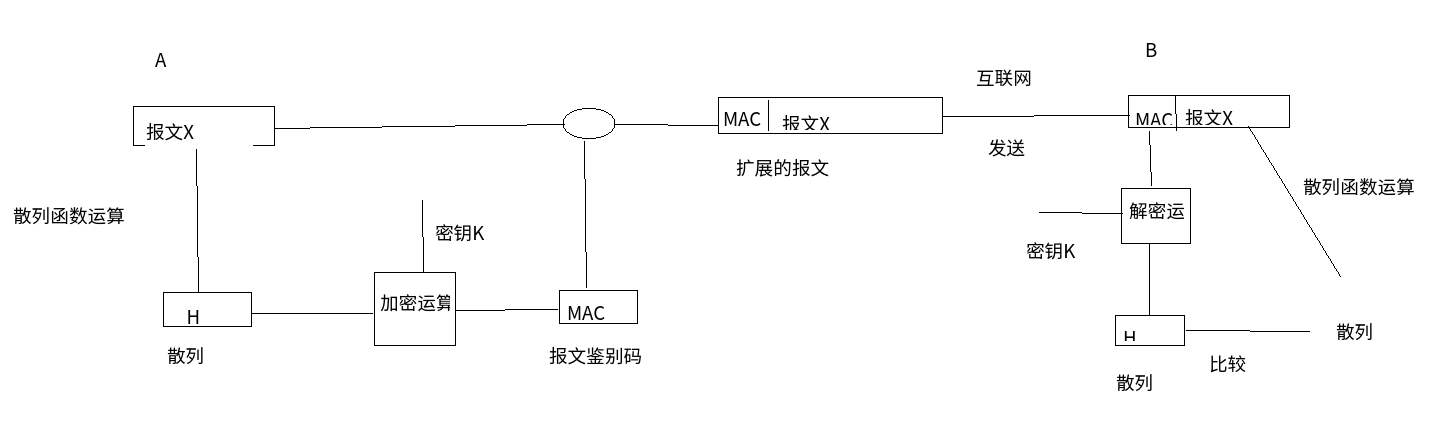 A
B
互联网
报文X
MAC 报文X
MAC 报文X
发送
扩展的报文
散列函数运算
散列函数运算
密钥K
解密运
密钥K
加密运算
H
MAC
散列
报文鉴别码
H
散列
比较
散列